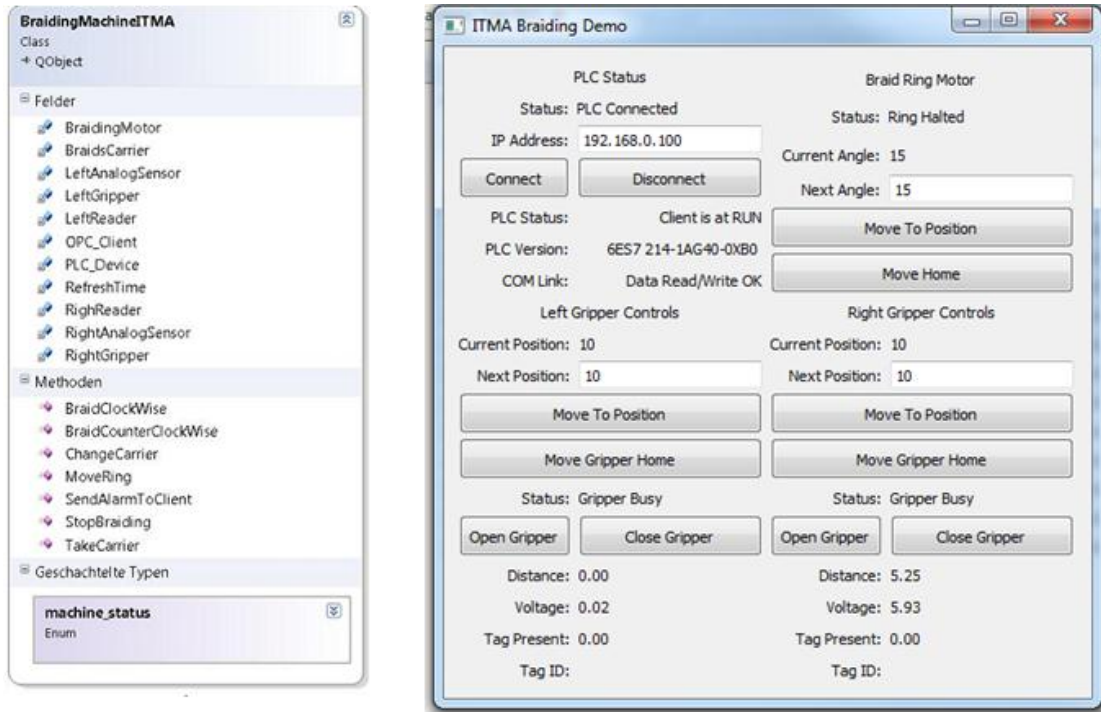 BraidingMachineITMA
Class
QObject
Felder
BraidingMotor
BraidsCarrier
LeftAnalogSensor
LeftGripper
LeftReader
OPC_Client
PLC_Device
RefreshTime
RighReader
RightAnalogSensor
RightGripper
Methoden
BraidClockWise
BraidCounterClockWise
ChangeCarrier
MoveRing
SendAlarmToClient
StopBraiding
TakeCarrier
Geschachtelte Typen
machine_status
Enum
ITMA Braiding Demo
PLC Status
Status: PLC Connected
IP Address: 192.168.0.100
Connect Disconnect
PLC Status: Client is at RUN
PLC Version: 6ES7 214-1AG40-0XB0
COM Link: Data Read/Write OK
Braid Ring Motor
Status: Ring Halted
Current Angle: 15
Next Angle: 15
Move To Position
Move Home
Left Gripper Controls
Current Position: 10
Next Position: 10
Move To Position
Move Gripper Home
Status: Gripper Busy
Open Gripper Close Gripper
Distance: 0.00
Voltage: 0.02
Tag Present: 0.00
Tag ID:
Right Gripper Controls
Current Position: 10
Next Position: 10
Move To Position
Move Gripper Home
Status: Gripper Busy
Open Gripper Close Gripper
Distance: 5.25
Voltage: 5.93
Tag Present: 0.00
Tag ID: